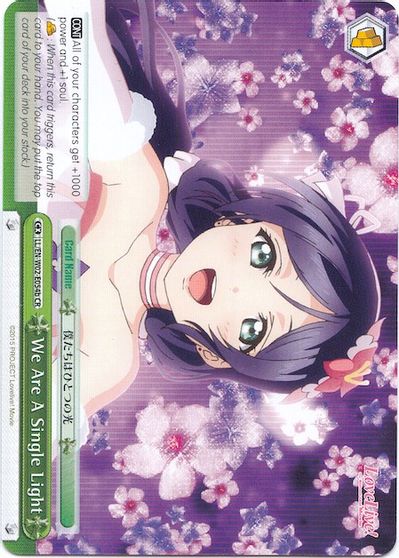 CONT All of your characters get +1000
power and +1 soul.
( : When this card triggers, return this
card to your hand. You may put the top
card of your deck into your stock)
Card Name
僕たちはひとつの光
CX LL/EN-W02-E054b CR
We Are A Single Light
©2015 PROJECT Lovelive! Movie
LoveLive!